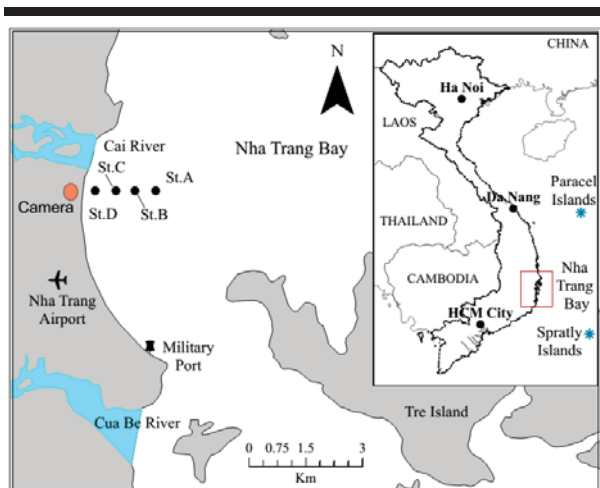 N
Cai River
Nha Trang Bay
St.C
St.A
Camera
St.D
St.B
Nha Trang
Airport
Military
Port
Cua Be River
Tre Island
0 0.75 1.5 3
Km
CHINA
Ha Noi
LAOS
Paracel
Islands
Da Nang
THAILAND
CAMBODIA
Nha
Trang
Bay
HCM City
Spratly
Islands